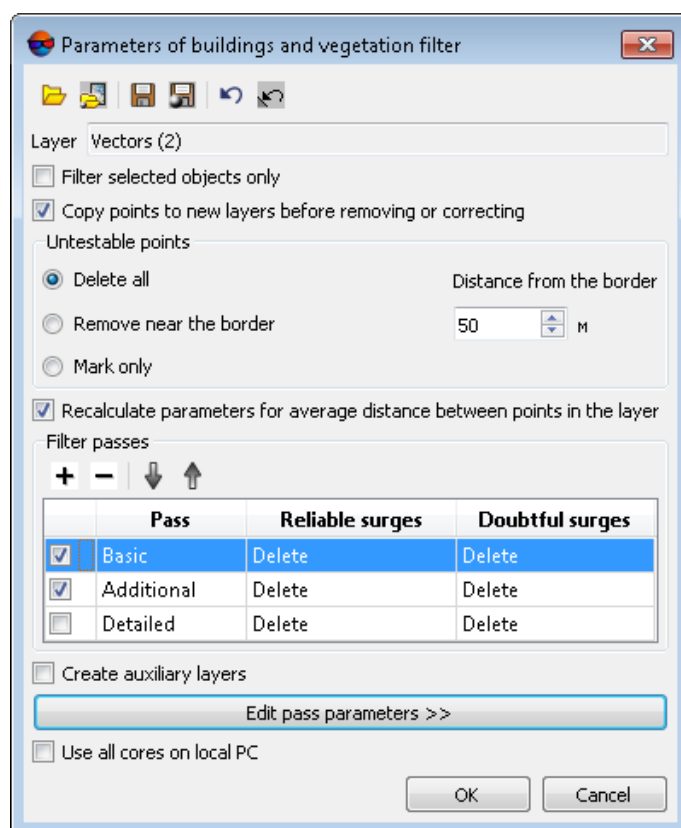 Parameters of buildings and vegetation filter
Layer Vectors (2)
Filter selected objects only
Copy points to new layers before removing or correcting
Untestable points
Delete all Distance from the border
Remove near the border 50 м
Mark only
Recalculate parameters for average distance between points in the layer
Filter passes
Pass Reliable surges Doubtful surges
Basic Delete Delete
Additional Delete Delete
Detailed Delete Delete
Create auxiliary layers
Edit pass parameters >>
Use all cores on local PC
OK Cancel